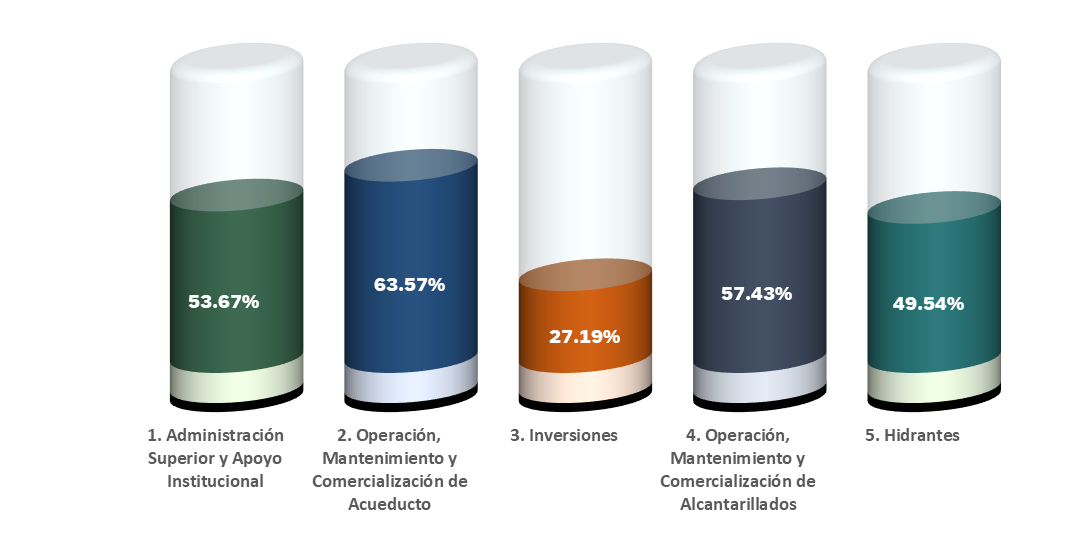 53.67%
63.57%
27.19%
57.43%
49.54%
1. Administración
Superior y Apoyo
Institucional
2. Operación,
Mantenimiento y
Comercialización de
Acueducto
3. Inversiones
4. Operación,
Mantenimiento y
Comercialización de
Alcantarillados
5. Hidrantes